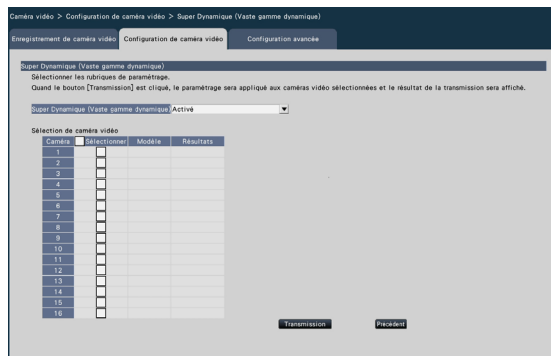 Caméra vidéo > Configuration de caméra vidéo > Super Dynamique (Vaste gamme dynamique)
Enregistrement de caméra vidéo Configuration de caméra vidéo Configuration avancée
Super Dynamique (Vaste gamme dynamique)
Sélectionner les rubriques de paramétrage.
Quand le bouton [Transmission] est cliqué, le paramétrage sera appliqué aux caméras vidéo sélectionnées et le résultat de la transmission sera affiché.
Super Dynamique (Vaste gamme dynamique) Activé
Sélection de caméra vidéo
Caméra Sélectionner Modèle Résultats
1
2
3
4
5
6
7
8
9
10
11
12
13
14
15
16
Transmission Précédent